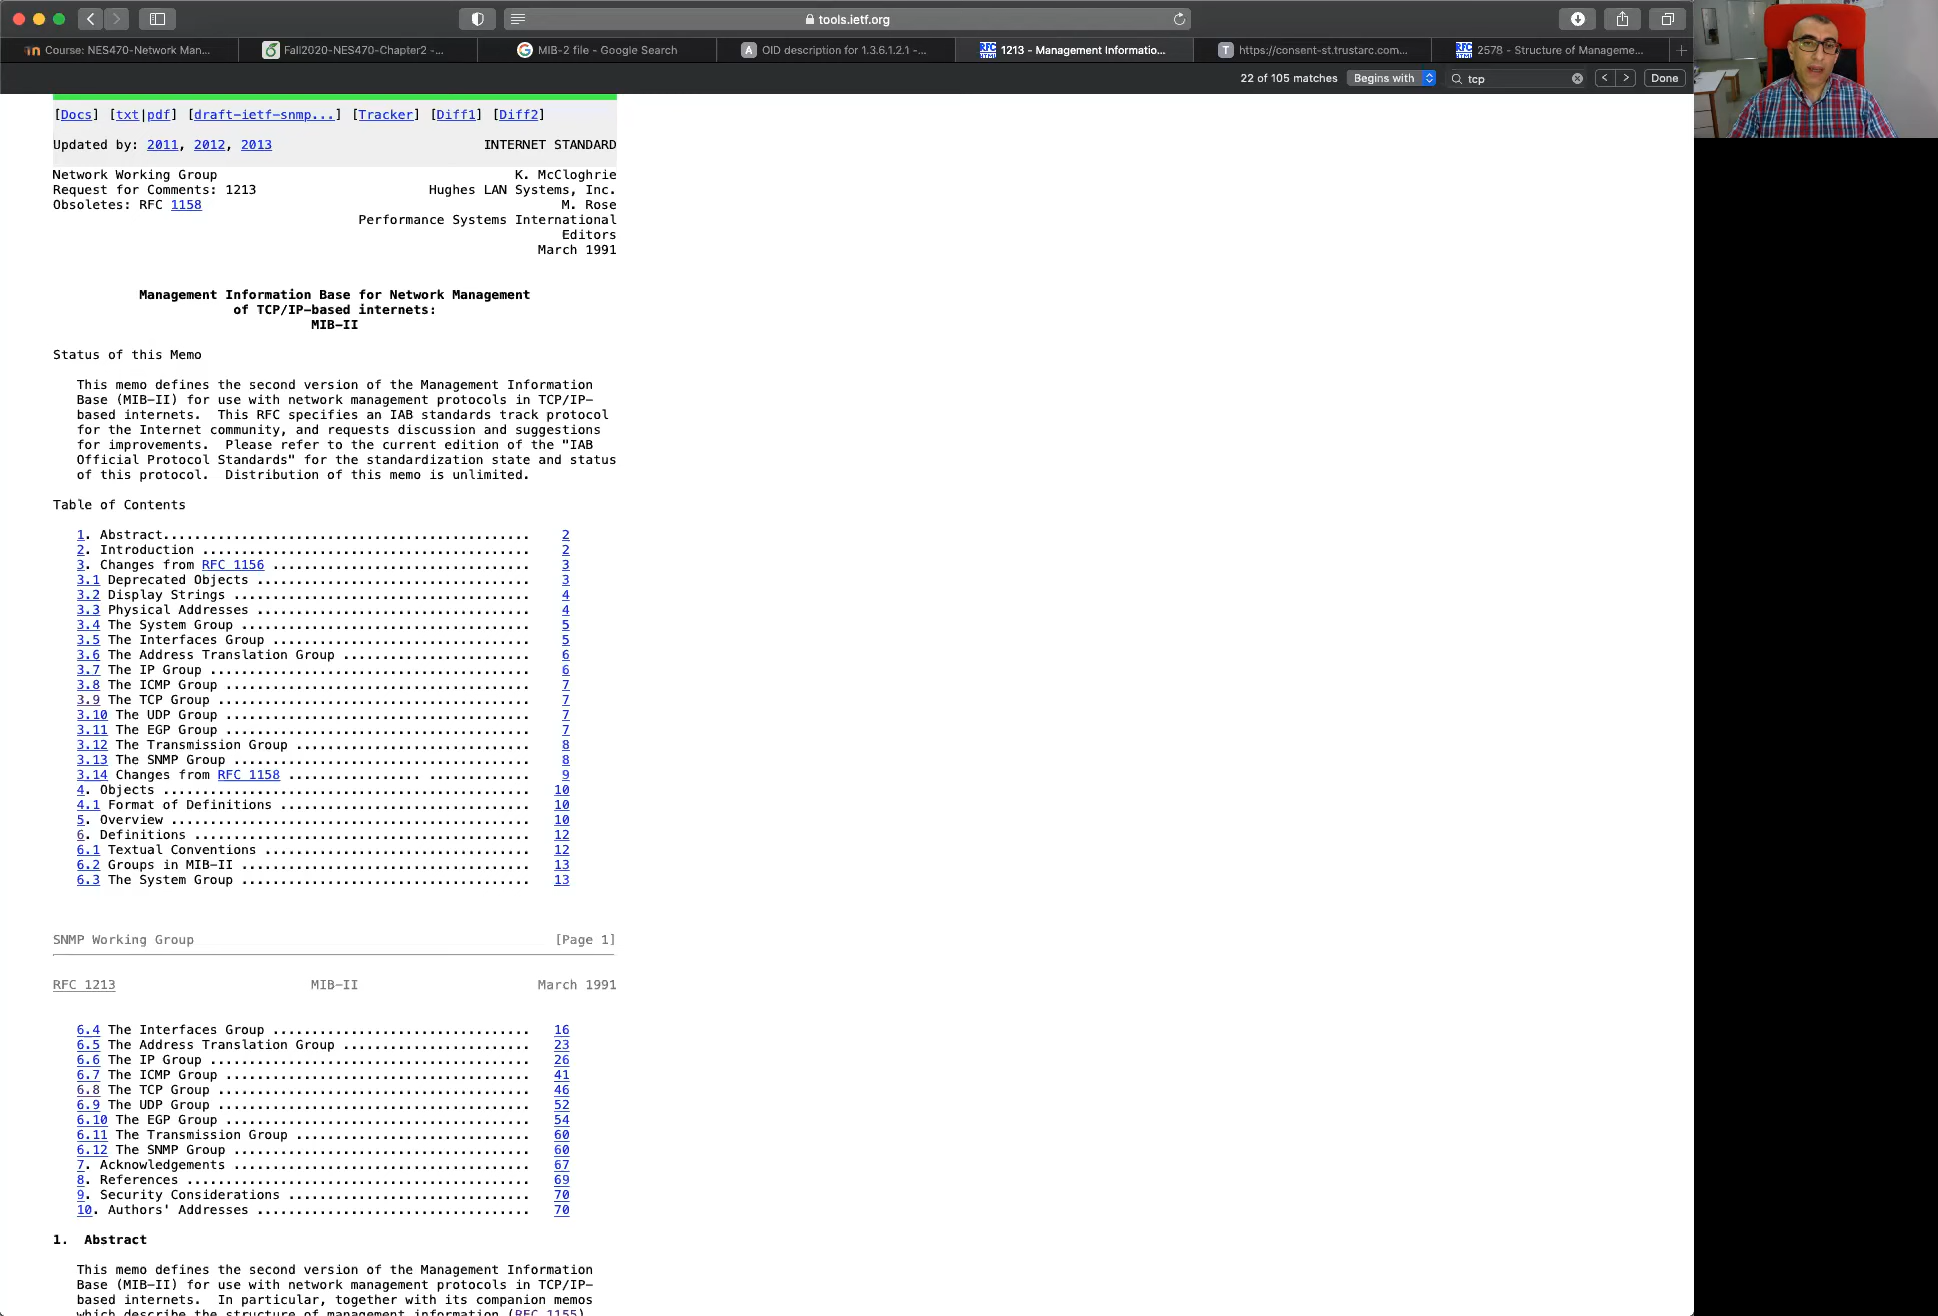 tools.ietf.org
Course: NES470-Network Man...
Fall2020-NES470-Chapter2 -...
MIB-2 file - Google Search
OID description for 1.3.6.1.2.1 -...
1213 - Management Informatio...
https://consent-st.trustarc.com...
2578 - Structure of Manageme...
22 of 105 matches Begins with tcp Done
[Docs] [txt|pdf] [draft-ietf-snmp...] [Tracker] [Diff1] [Diff2]
Updated by: 2011, 2012, 2013 INTERNET STANDARD
Network Working Group K. McCloghrie
Request for Comments: 1213 Hughes LAN Systems, Inc.
Obsoletes: RFC 1158 M. Rose
Performance Systems International
Editors
March 1991
Management Information Base for Network Management
of TCP/IP-based internets:
MIB-II
Status of this Memo
This memo defines the second version of the Management Information
Base (MIB-II) for use with network management protocols in TCP/IP-
based internets. This RFC specifies an IAB standards track protocol
for the Internet community, and requests discussion and suggestions
for improvements. Please refer to the current edition of the "IAB
Official Protocol Standards" for the standardization state and status
of this protocol. Distribution of this memo is unlimited.
Table of Contents
1. Abstract............................................... 2
2. Introduction .......................................... 2
3. Changes from RFC 1156 ................................. 3
3.1 Deprecated Objects ................................... 3
3.2 Display Strings ...................................... 4
3.3 Physical Addresses ................................... 4
3.4 The System Group ..................................... 5
3.5 The Interfaces Group ................................. 5
3.6 The Address Translation Group ........................ 6
3.7 The IP Group ......................................... 6
3.8 The ICMP Group ....................................... 7
3.9 The TCP Group ........................................ 7
3.10 The UDP Group ....................................... 7
3.11 The EGP Group ....................................... 7
3.12 The Transmission Group .............................. 8
3.13 The SNMP Group ...................................... 8
3.14 Changes from RFC 1158 ................. ............. 9
4. Objects ............................................... 10
4.1 Format of Definitions ................................ 10
5. Overview .............................................. 10
6. Definitions ........................................... 12
6.1 Textual Conventions .................................. 12
6.2 Groups in MIB-II ..................................... 13
6.3 The System Group ..................................... 13
SNMP Working Group [Page 1]
RFC 1213 MIB-II March 1991
6.4 The Interfaces Group ................................. 16
6.5 The Address Translation Group ........................ 23
6.6 The IP Group ......................................... 26
6.7 The ICMP Group ....................................... 41
6.8 The TCP Group ........................................ 46
6.9 The UDP Group ........................................ 52
6.10 The EGP Group ....................................... 54
6.11 The Transmission Group .............................. 60
6.12 The SNMP Group ...................................... 60
7. Acknowledgements ...................................... 67
8. References ............................................ 69
9. Security Considerations ............................... 70
10. Authors' Addresses ................................... 70
1. Abstract
This memo defines the second version of the Management Information
Base (MIB-II) for use with network management protocols in TCP/IP-
based internets. In particular, together with its companion memos
which describe the structure of management information (RFC 1155)